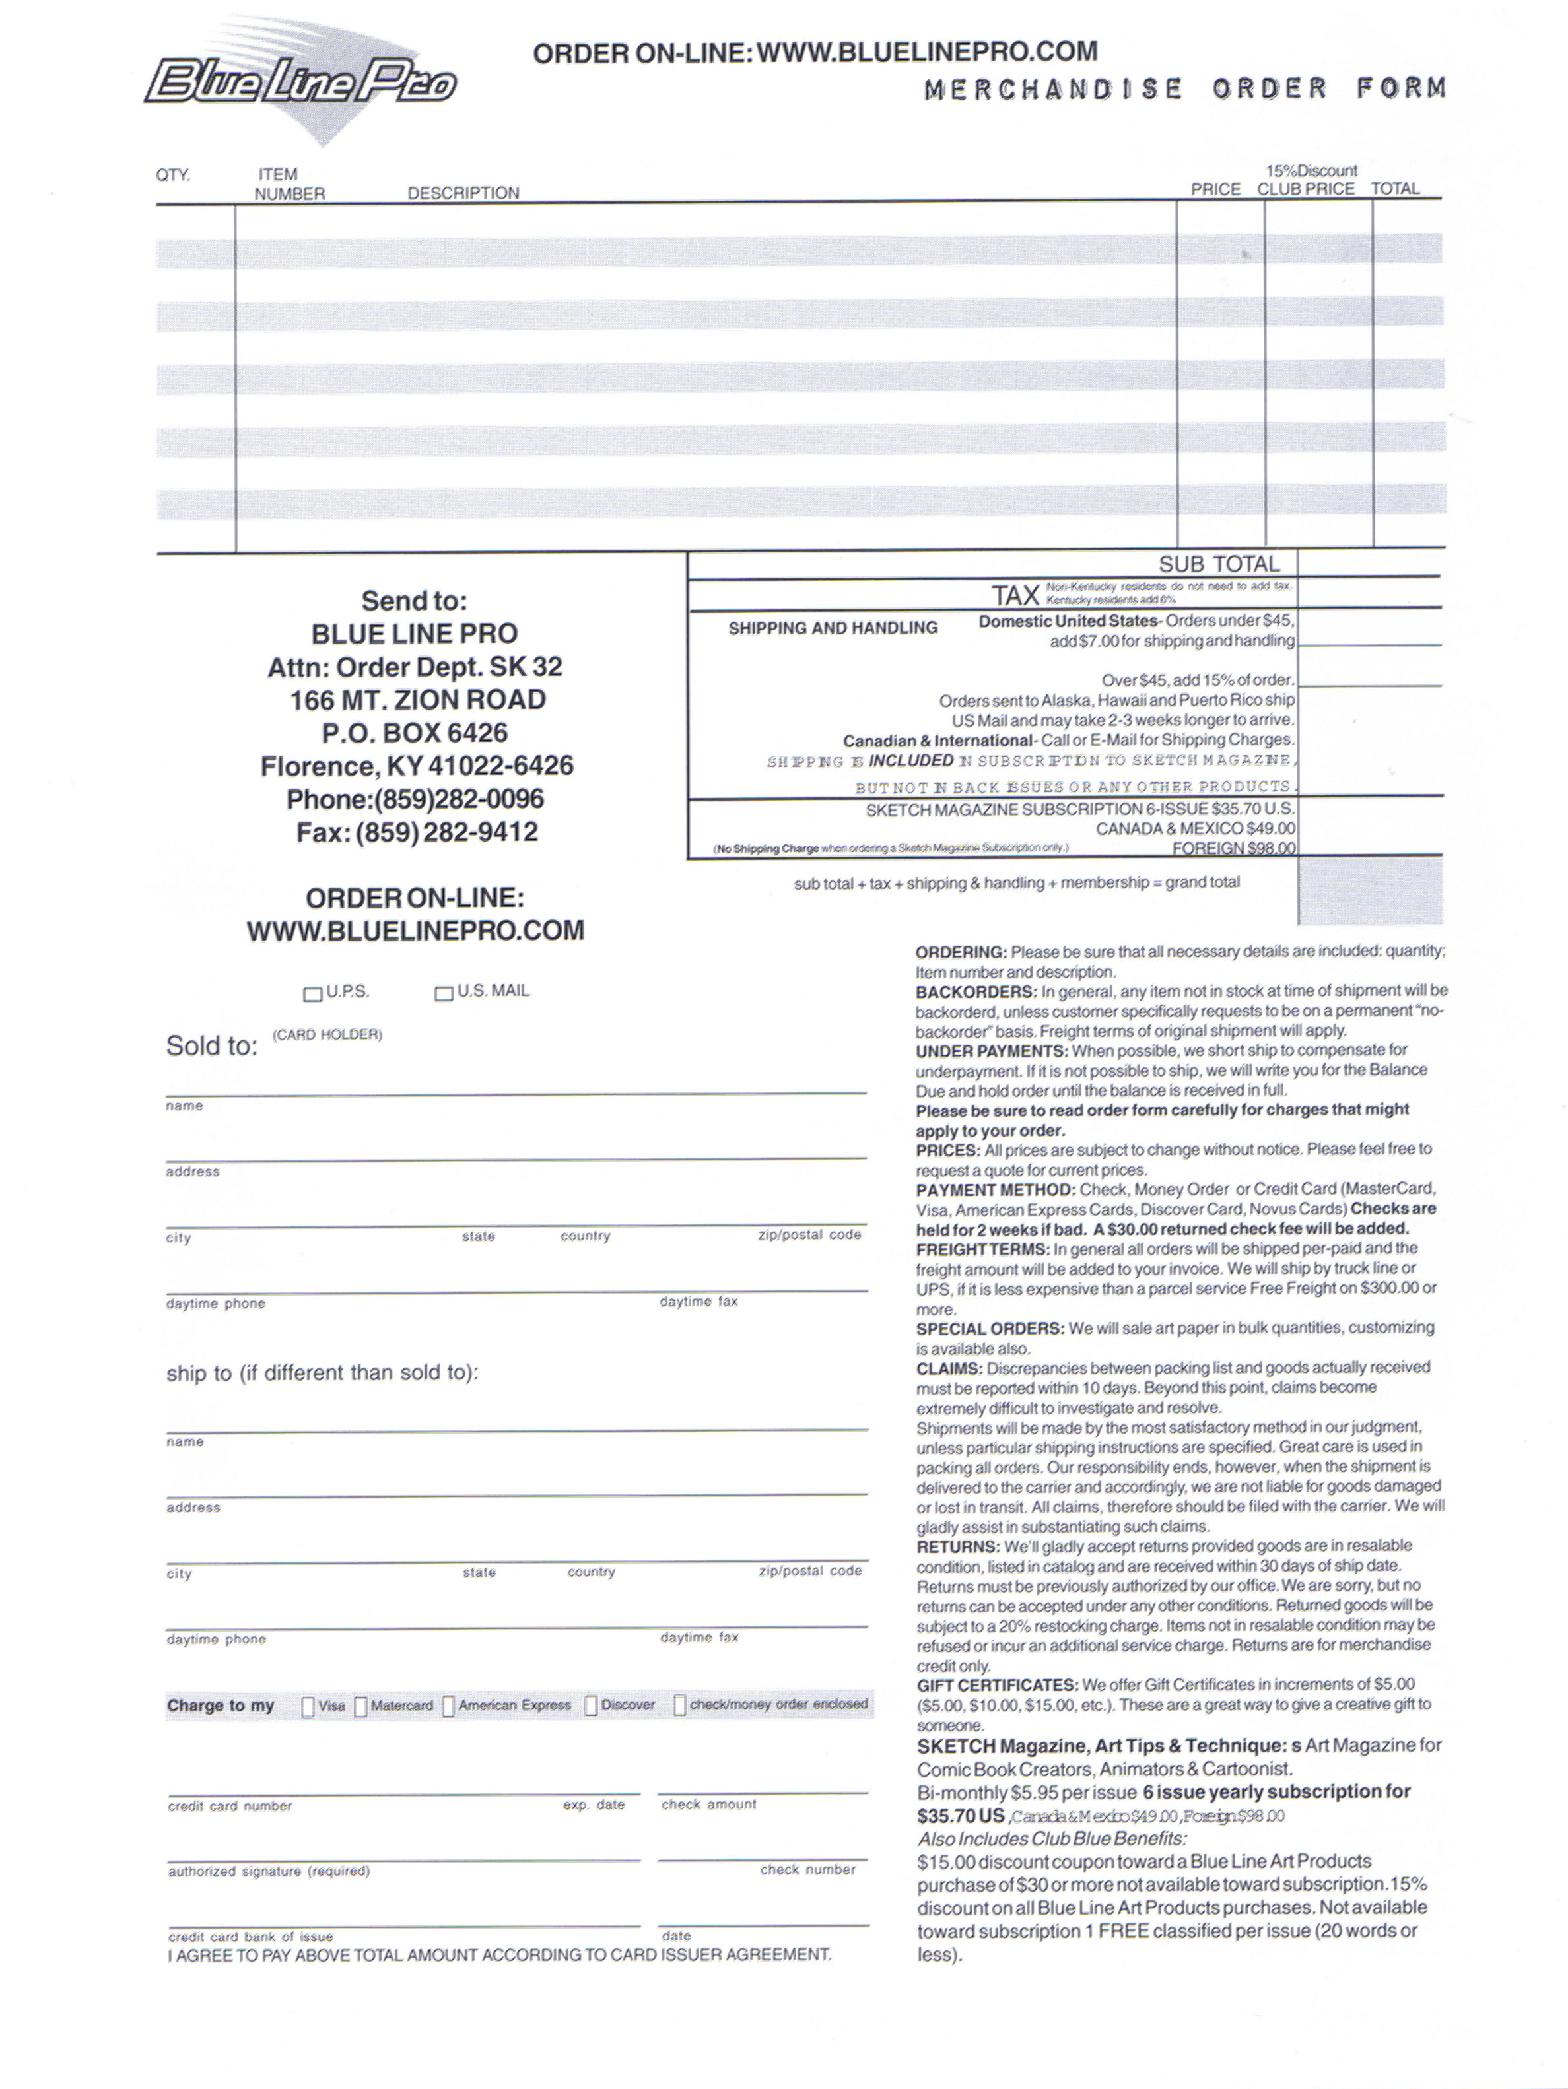 Blue Line Pro
ORDER ON-LINE: WWW.BLUELINEPRO.COM
MERCHANDISE ORDER FORM
QTY.
ITEM
NUMBER
DESCRIPTION
PRICE
15%Discount
CLUB PRICE
TOTAL
SUB TOTAL
TAX Non-Kentucky residents do not need to add tax.
Kentucky residents add 6%
SHIPPING AND HANDLING
Domestic United States- Orders under $45,
add $7.00 for shipping and handling
Over $45, add 15% of order.
Orders sent to Alaska, Hawaii and Puerto Rico ship
US Mail and may take 2-3 weeks longer to arrive.
Canadian & International- Call or E-Mail for Shipping Charges.
SHIPPING IS INCLUDED IN SUBSCRIPTION TO SKETCH MAGAZINE,
BUT NOT IN BACK ISSUES OR ANY OTHER PRODUCTS.
SKETCH MAGAZINE SUBSCRIPTION 6-ISSUE $35.70 U.S.
CANADA & MEXICO $49.00
(No Shipping Charge when ordering a Sketch Magazine Subscription only.) FOREIGN $98.00
sub total + tax + shipping & handling + membership = grand total
Send to:
BLUE LINE PRO
Attn: Order Dept. SK 32
166 MT. ZION ROAD
P.O. BOX 6426
Florence, KY 41022-6426
Phone:(859)282-0096
Fax: (859) 282-9412
ORDER ON-LINE:
WWW.BLUELINEPRO.COM
U.P.S.
U.S. MAIL
Sold to: (CARD HOLDER)
name
address
city state country zip/postal code
daytime phone daytime fax
ship to (if different than sold to):
name
address
city state country zip/postal code
daytime phone daytime fax
Charge to my Visa Matercard American Express Discover check/money order enclosed
credit card number exp. date check amount
authorized signature (required) check number
credit card bank of issue date
I AGREE TO PAY ABOVE TOTAL AMOUNT ACCORDING TO CARD ISSUER AGREEMENT.
ORDERING: Please be sure that all necessary details are included: quantity;
Item number and description.
BACKORDERS: In general, any item not in stock at time of shipment will be
backorderd, unless customer specifically requests to be on a permanent "no-
backorder" basis. Freight terms of original shipment will apply.
UNDER PAYMENTS: When possible, we short ship to compensate for
underpayment. If it is not possible to ship, we will write you for the Balance
Due and hold order until the balance is received in full.
Please be sure to read order form carefully for charges that might
apply to your order.
PRICES: All prices are subject to change without notice. Please feel free to
request a quote for current prices.
PAYMENT METHOD: Check, Money Order or Credit Card (MasterCard,
Visa, American Express Cards, Discover Card, Novus Cards) Checks are
held for 2 weeks if bad. A $30.00 returned check fee will be added.
FREIGHT TERMS: In general all orders will be shipped per-paid and the
freight amount will be added to your invoice. We will ship by truck line or
UPS, if it is less expensive than a parcel service Free Freight on $300.00 or
more.
SPECIAL ORDERS: We will sale art paper in bulk quantities, customizing
is available also.
CLAIMS: Discrepancies between packing list and goods actually received
must be reported within 10 days. Beyond this point, claims become
extremely difficult to investigate and resolve.
Shipments will be made by the most satisfactory method in our judgment,
unless particular shipping instructions are specified. Great care is used in
packing all orders. Our responsibility ends, however, when the shipment is
delivered to the carrier and accordingly, we are not liable for goods damaged
or lost in transit. All claims, therefore should be filed with the carrier. We will
gladly assist in substantiating such claims.
RETURNS: We'll gladly accept returns provided goods are in resalable
condition, listed in catalog and are received within 30 days of ship date.
Returns must be previously authorized by our office. We are sorry, but no
returns can be accepted under any other conditions. Returned goods will be
subject to a 20% restocking charge. Items not in resalable condition may be
refused or incur an additional service charge. Returns are for merchandise
credit only.
GIFT CERTIFICATES: We offer Gift Certificates in increments of $5.00
($5.00, $10.00, $15.00, etc.). These are a great way to give a creative gift to
someone.
SKETCH Magazine, Art Tips & Technique: s Art Magazine for
Comic Book Creators, Animators & Cartoonist.
Bi-monthly $5.95 per issue 6 issue yearly subscription for
$35.70 US ,Canada & Mexico $49.00, Foreign $98.00
Also Includes Club Blue Benefits:
$15.00 discount coupon toward a Blue Line Art Products
purchase of $30 or more not available toward subscription. 15%
discount on all Blue Line Art Products purchases. Not available
toward subscription 1 FREE classified per issue (20 words or
less).